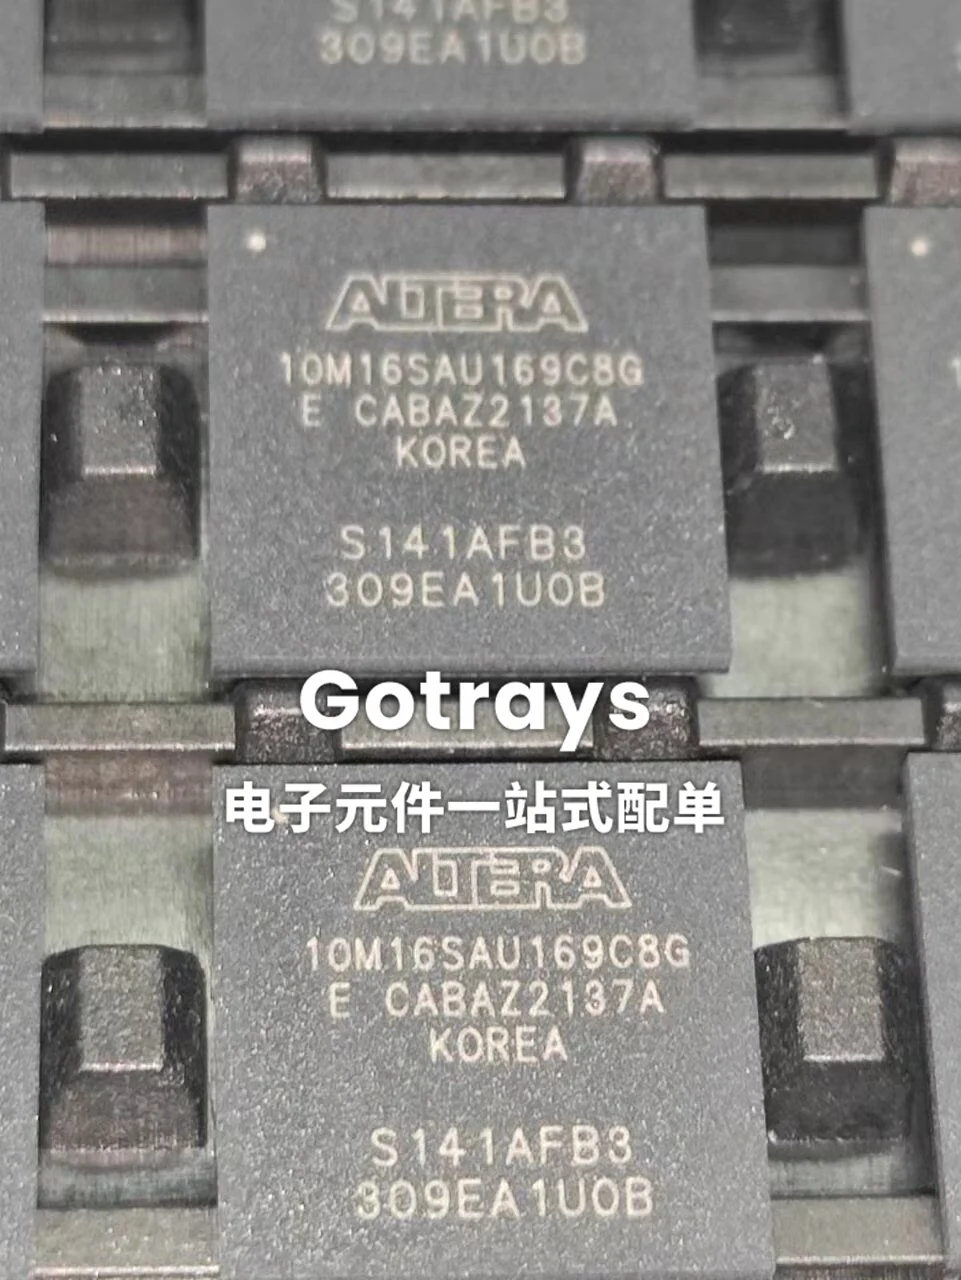 S141AFB3
309EA1U0B
ALTERA
10M16SAU169C8G
E CABAZ2137A
KOREA
S141AFB3
309EA1U0B
Gotrays
电子元件一站式配单
ALTERA
10M16SAU169C8G
E CABAZ2137A
KOREA
S141AFB3
309EA1U0B